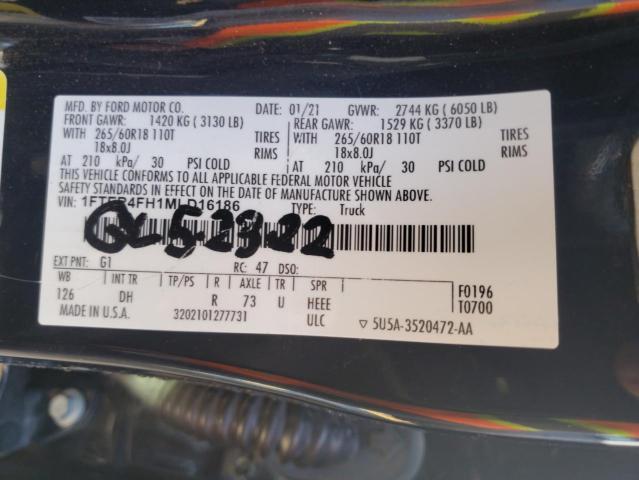 MFD. BY FORD MOTOR CO. DATE: 01/21 GVWR: 2744 KG ( 6050 LB)
FRONT GAWR: 1420 KG ( 3130 LB) REAR GAWR: 1529 KG ( 3370 LB)
WITH 265/60R18 110T TIRES WITH 265/60R18 110T TIRES
18x8.0J RIMS 18x8.0J RIMS
AT 210 kPa/ 30 PSI COLD AT 210 kPa/ 30 PSI COLD
THIS VEHICLE CONFORMS TO ALL APPLICABLE FEDERAL MOTOR VEHICLE
SAFETY STANDARDS IN EFFECT ON THE DATE OF MANUFACTURE SHOWN ABOVE.
VIN: 1FTER4FH1MLD16186 TYPE: Truck
QL52322
EXT PNT: G1 RC: 47 DSO:
WB INT TR TP/PS R AXLE TR SPR F0196
126 DH R 73 U HEEE T0700
MADE IN U.S.A. 3202101277731 ULC ▽ 5U5A-3520472-AA